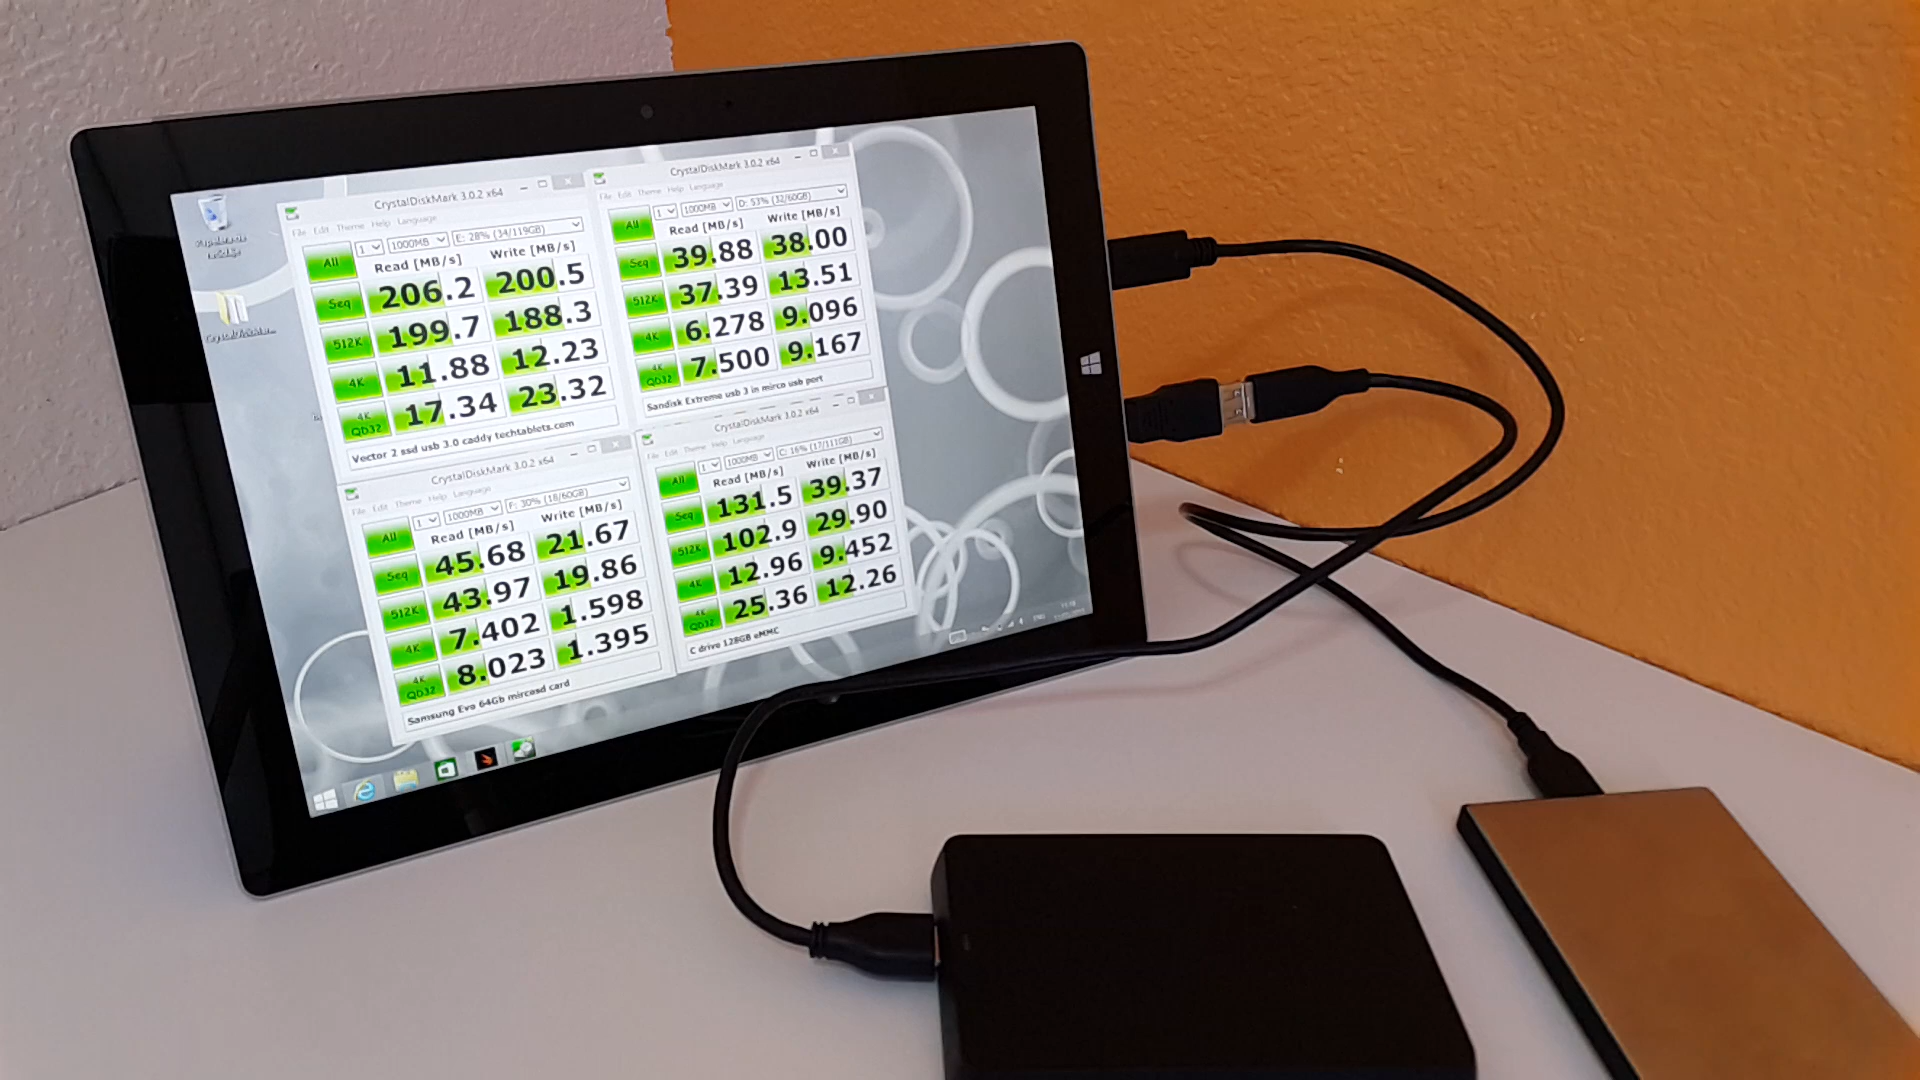 CrystalDiskMark 3.0.2 x64
File Edit Theme Help Language
All 1 1000MB E: 28% (34/119GB)
Read [MB/s] Write [MB/s]
Seq 206.2 200.5
512K 199.7 188.3
4K 11.88 12.23
4K QD32 17.34 23.32
Vector 2 ssd usb 3.0 caddy techtablets.com
CrystalDiskMark 3.0.2 x64
File Edit Theme Help Language
All 1 1000MB D: 53% (32/60GB)
Read [MB/s] Write [MB/s]
Seq 39.88 38.00
512K 37.39 13.51
4K 6.278 9.096
4K QD32 7.500 9.167
Sandisk Extreme usb 3 in mirco usb port
CrystalDiskMark 3.0.2 x64
File Edit Theme Help Language
All 1 1000MB F: 30% (18/60GB)
Read [MB/s] Write [MB/s]
Seq 45.68 21.67
512K 43.97 19.86
4K 7.402 1.598
4K QD32 8.023 1.395
Samsung Evo 64Gb mircosd card
CrystalDiskMark 3.0.2 x64
File Edit Theme Help Language
All 1 1000MB C: 16% (17/111GB)
Read [MB/s] Write [MB/s]
Seq 131.5 39.37
512K 102.9 29.90
4K 12.96 9.452
4K QD32 25.36 12.26
C drive 128GB eMMC